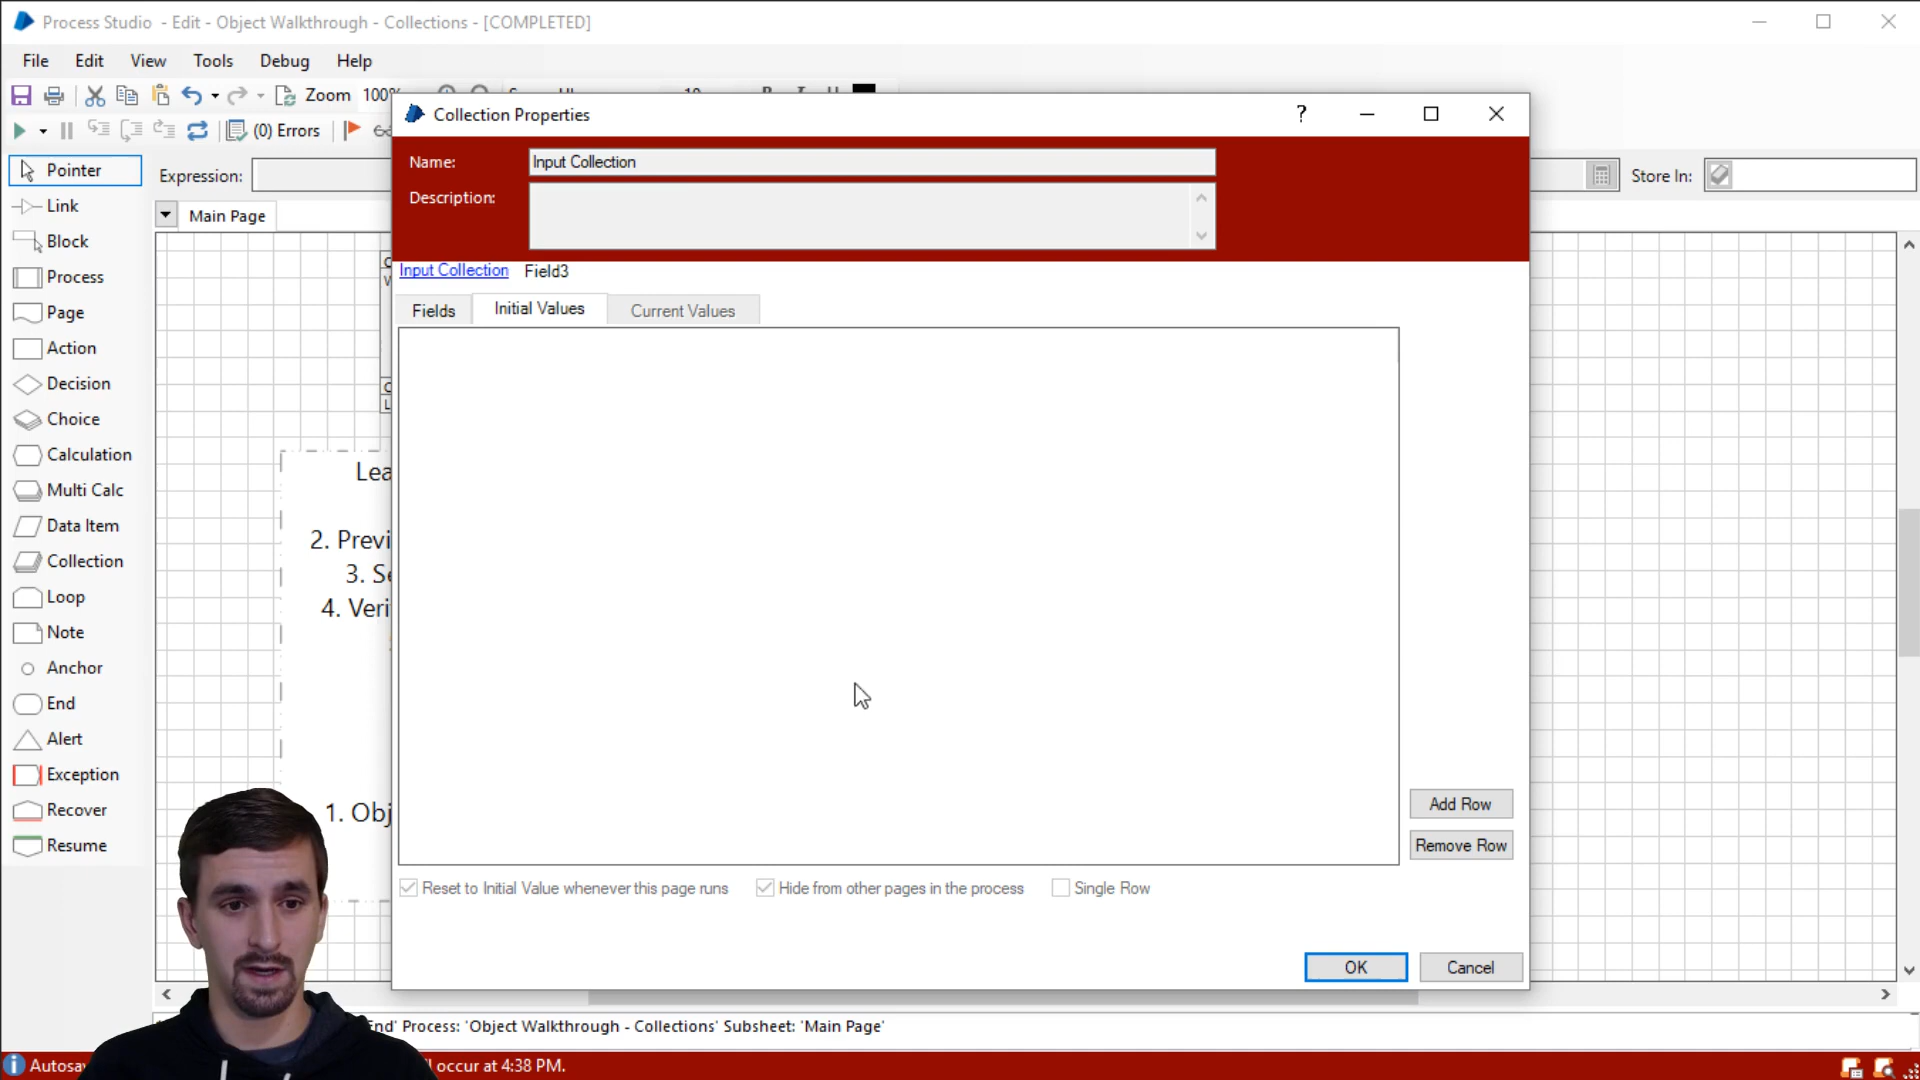 Process Studio - Edit - Object Walkthrough - Collections - [COMPLETED]
File Edit View Tools Debug Help
Zoom 100%
(0) Errors
Collection Properties
?
Name: Input Collection
Description:
Pointer
Expression:
Store In:
Main Page
Input Collection Field3
Fields Initial Values Current Values
Link
Block
Process
Page
Action
Decision
Choice
Calculation
Multi Calc
Data Item
Collection
Loop
Note
Anchor
End
Alert
Exception
Recover
Resume
Lea
2. Previ
3. Se
4. Veri
1. Obj
Add Row
Remove Row
Reset to Initial Value whenever this page runs Hide from other pages in the process Single Row
OK Cancel
End' Process: 'Object Walkthrough - Collections' Subsheet: 'Main Page'
Autosa
occur at 4:38 PM.